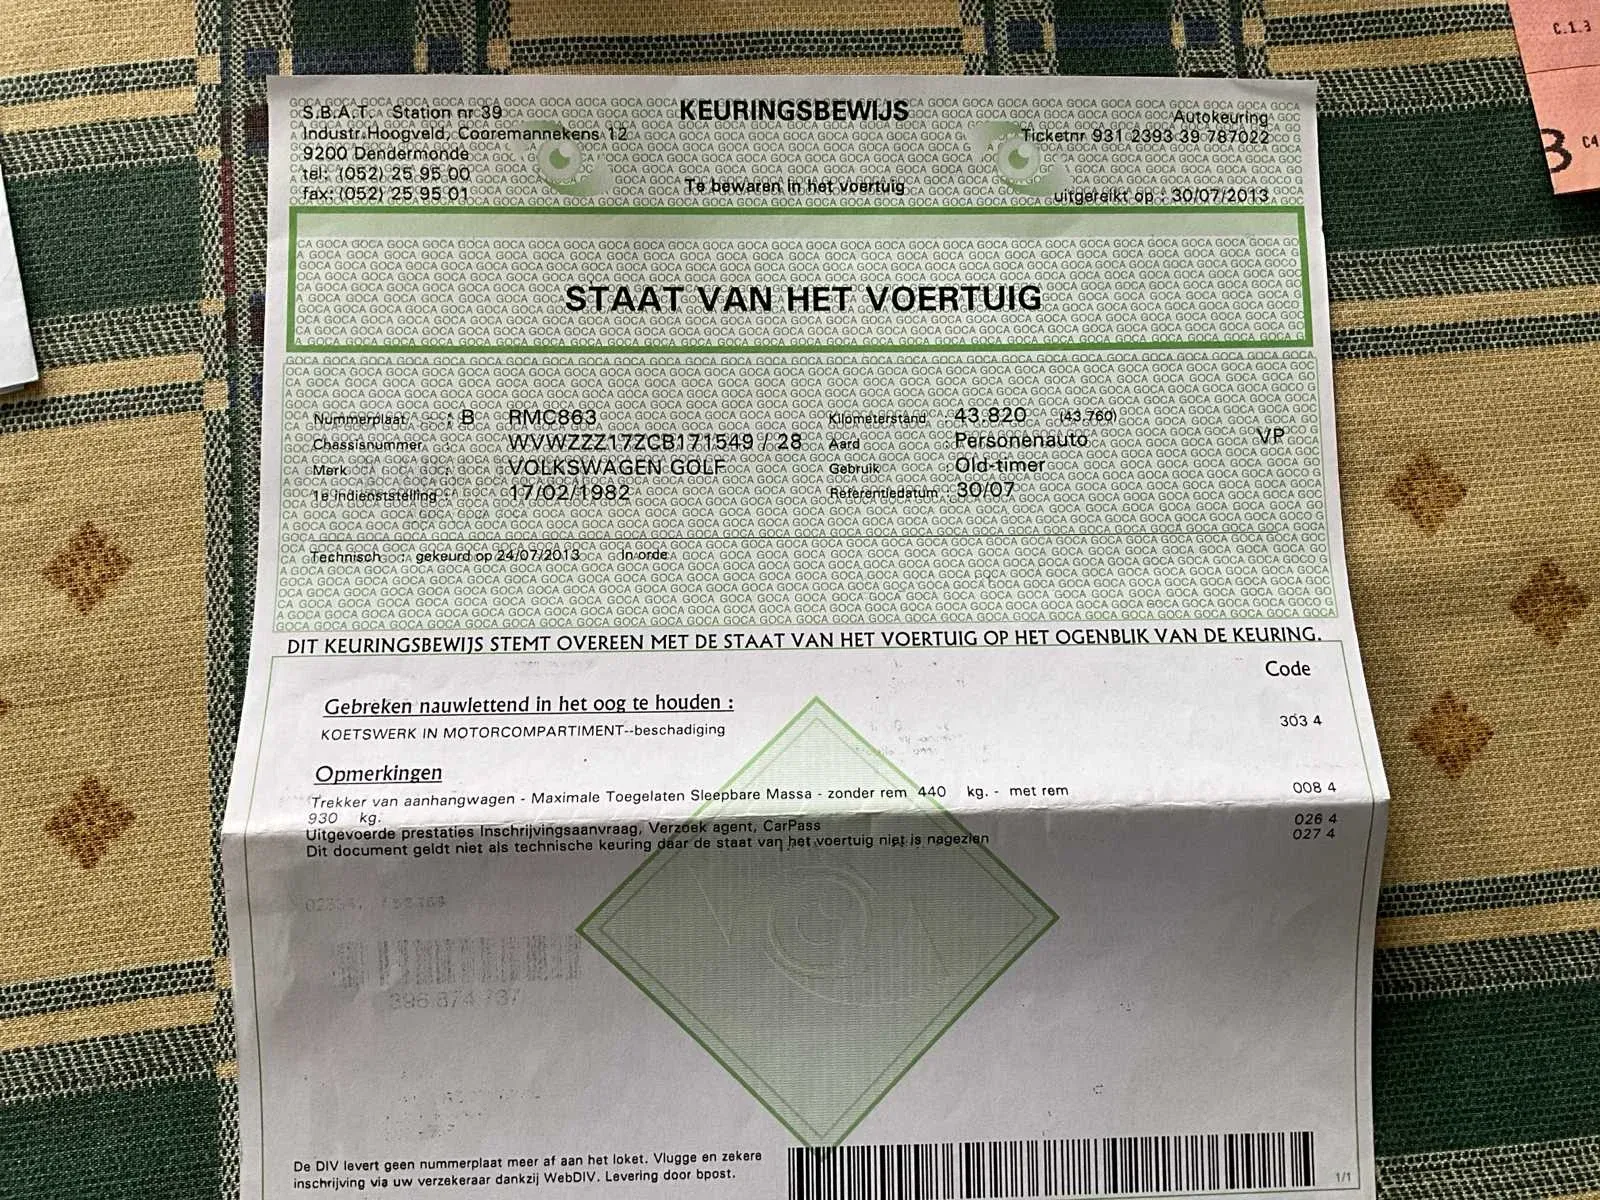 C.1.3
S.B.A.T. Station nr 39
KEURINGSBEWIJS
Autokeuring
Industr.Hoogveld, Cooremannekens 12
Ticketnr 931 2393 39 787022
9200 Dendermonde
tel: (052) 25 95 00
Te bewaren in het voertuig
fax: (052) 25 95 01
uitgereikt op : 30/07/2013
C4
STAAT VAN HET VOERTUIG
Nummerplaat : B RMC863
Kilometerstand : 43.820 (43.760)
Chassisnummer : WVWZZZ17ZCB171549 / 28
Aard : Personenauto VP
Merk : VOLKSWAGEN GOLF
Gebruik : Old-timer
1e Indienststelling : 17/02/1982
Referentiedatum : 30/07
Technisch : gekeurd op 24/07/2013 In orde
DIT KEURINGSBEWIJS STEMT OVEREEN MET DE STAAT VAN HET VOERTUIG OP HET OGENBLIK VAN DE KEURING.
Code
Gebreken nauwlettend in het oog te houden :
KOETSWERK IN MOTORCOMPARTIMENT--beschadiging 303 4
Opmerkingen
Trekker van aanhangwagen - Maximale Toegelaten Sleepbare Massa - zonder rem 440 kg. - met rem 008 4
930 kg.
Uitgevoerde prestaties Inschrijvingsaanvraag, Verzoek agent, CarPass 026 4
Dit document geldt niet als technische keuring daar de staat van het voertuig niet is nagezien 027 4
De DIV levert geen nummerplaat meer af aan het loket. Vlugge en zekere
inschrijving via uw verzekeraar dankzij WebDIV. Levering door bpost.
1/1